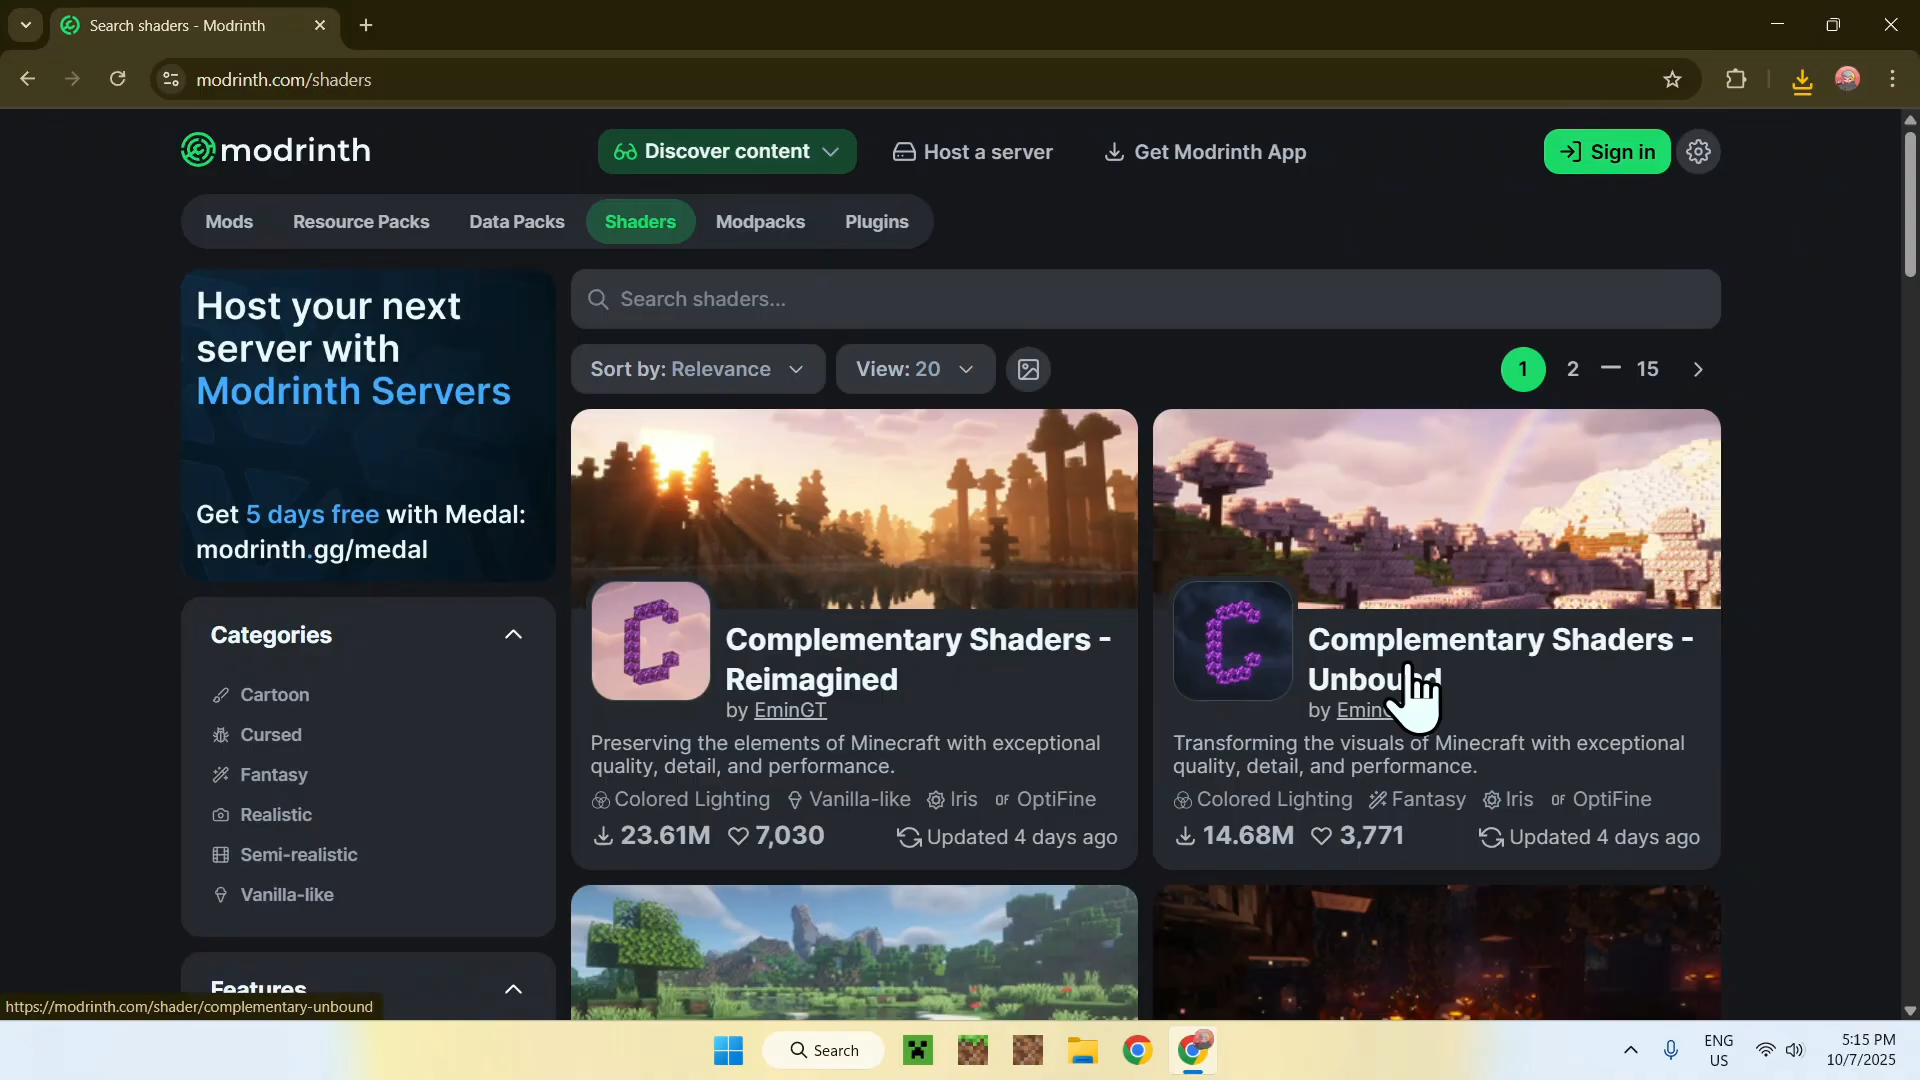 Search shaders - Modrinth
modrinth.com/shaders
modrinth
Discover content
Host a server
Get Modrinth App
Sign in
Mods
Resource Packs
Data Packs
Shaders
Modpacks
Plugins
Host your next
server with
Modrinth Servers
Get 5 days free with Medal:
modrinth.gg/medal
Search shaders...
Sort by: Relevance
View: 20
1
2
15
Categories
Cartoon
Cursed
Fantasy
Realistic
Semi-realistic
Vanilla-like
Features
Complementary Shaders -
Reimagined
by EminGT
Preserving the elements of Minecraft with exceptional
quality, detail, and performance.
Colored Lighting
Vanilla-like
Iris
OF OptiFine
23.61M
7,030
Updated 4 days ago
Complementary Shaders -
Unbound
by
Transforming the visuals of Minecraft with exceptional
quality, detail, and performance.
Colored Lighting
Fantasy
Iris
OF OptiFine
14.68M
3,771
Updated 4 days ago
https://modrinth.com/shader/complementary-unbound
Search
ENG
US
5:15 PM
10/7/2025